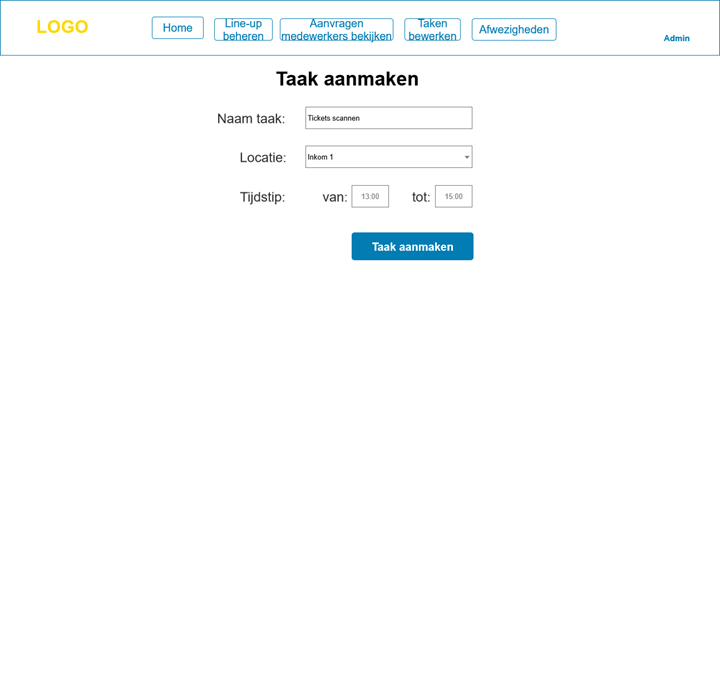 LOGO
Home
Line-up
beheren
Aanvragen
medewerkers bekijken
Taken
bewerken
Afwezigheden
Admin
Taak aanmaken
Naam taak: Tickets scannen
Locatie: Inkom 1
Tijdstip: van: 13:00 tot: 15:00
Taak aanmaken